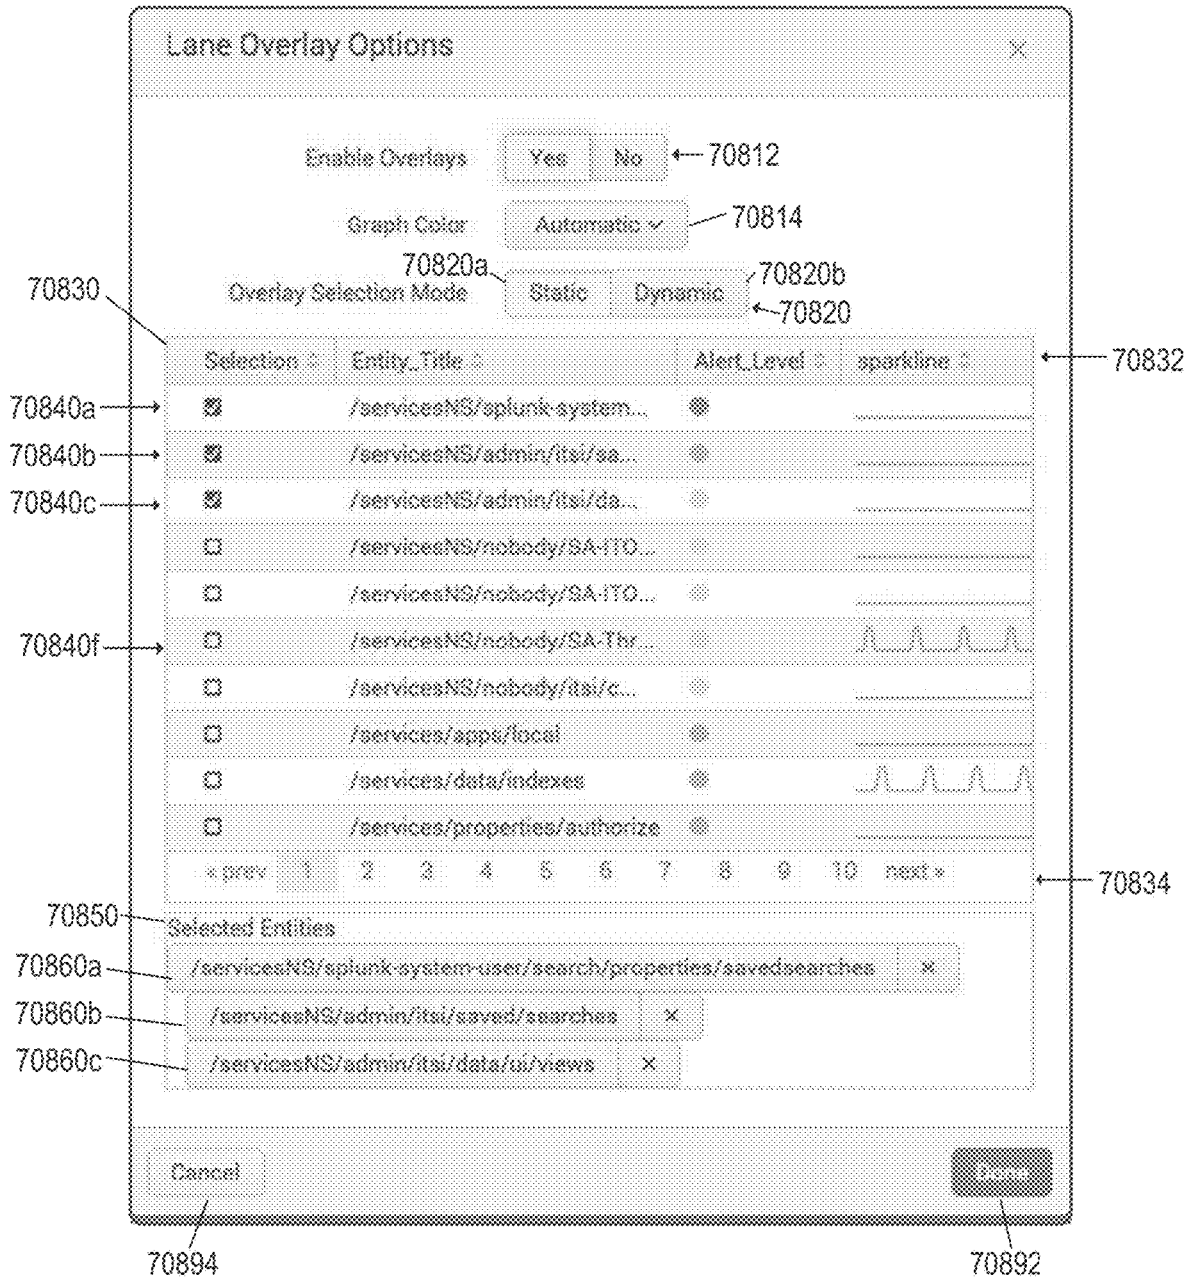 Lane Overlay Options ×
Enable Overlays Yes No 70812
Graph Color Automatic 70814
70820a 70820b
70830 Overlay Selection Mode Static Dynamic 70820
Selection Entity_Title Alert_Level sparkline 70832
70840a /servicesNS/splunk-system...
70840b /servicesNS/admin/itsi/sa...
70840c /servicesNS/admin/itsi/da...
/servicesNS/nobody/SA-ITO...
/servicesNS/nobody/SA-ITO...
70840f /servicesNS/nobody/SA-Thr...
/servicesNS/nobody/itsi/c...
/services/apps/local
/services/data/indexes
/services/properties/authorize
« prev 1 2 3 4 5 6 7 8 9 10 next » 70834
70850 Selected Entities
70860a /servicesNS/splunk-system-user/search/properties/savedsearches ×
70860b /servicesNS/admin/itsi/saved/searches ×
70860c /servicesNS/admin/itsi/data/ui/views ×
Cancel Done
70894 70892